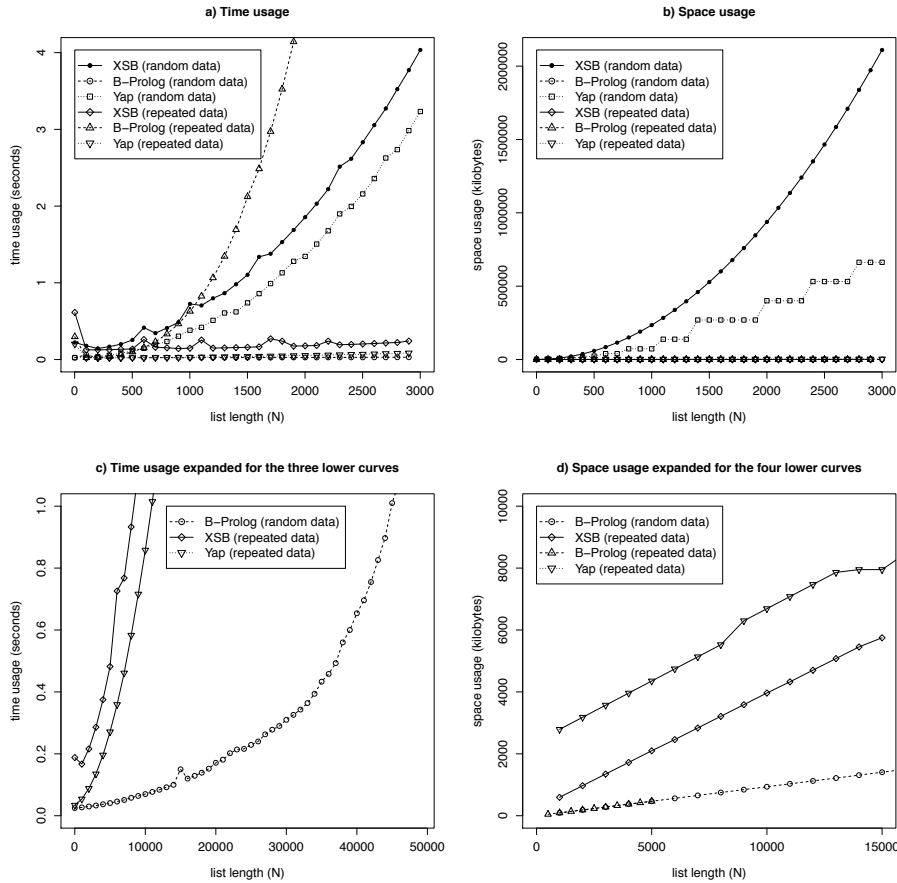 a) Time usage
time usage (seconds)
4
3
2
1
0
XSB (random data)
B−Prolog (random data)
Yap (random data)
XSB (repeated data)
B−Prolog (repeated data)
Yap (repeated data)
0 500 1000 1500 2000 2500 3000
list length (N)
b) Space usage
space usage (kilobytes)
2000000
1500000
1000000
500000
0
XSB (random data)
B−Prolog (random data)
Yap (random data)
XSB (repeated data)
B−Prolog (repeated data)
Yap (repeated data)
0 500 1000 1500 2000 2500 3000
list length (N)
c) Time usage expanded for the three lower curves
time usage (seconds)
1.0
0.8
0.6
0.4
0.2
0.0
B−Prolog (random data)
XSB (repeated data)
Yap (repeated data)
0 10000 20000 30000 40000 50000
list length (N)
d) Space usage expanded for the four lower curves
space usage (kilobytes)
10000
8000
6000
4000
2000
0
B−Prolog (random data)
XSB (repeated data)
B−Prolog (repeated data)
Yap (repeated data)
0 5000 10000 15000
list length (N)